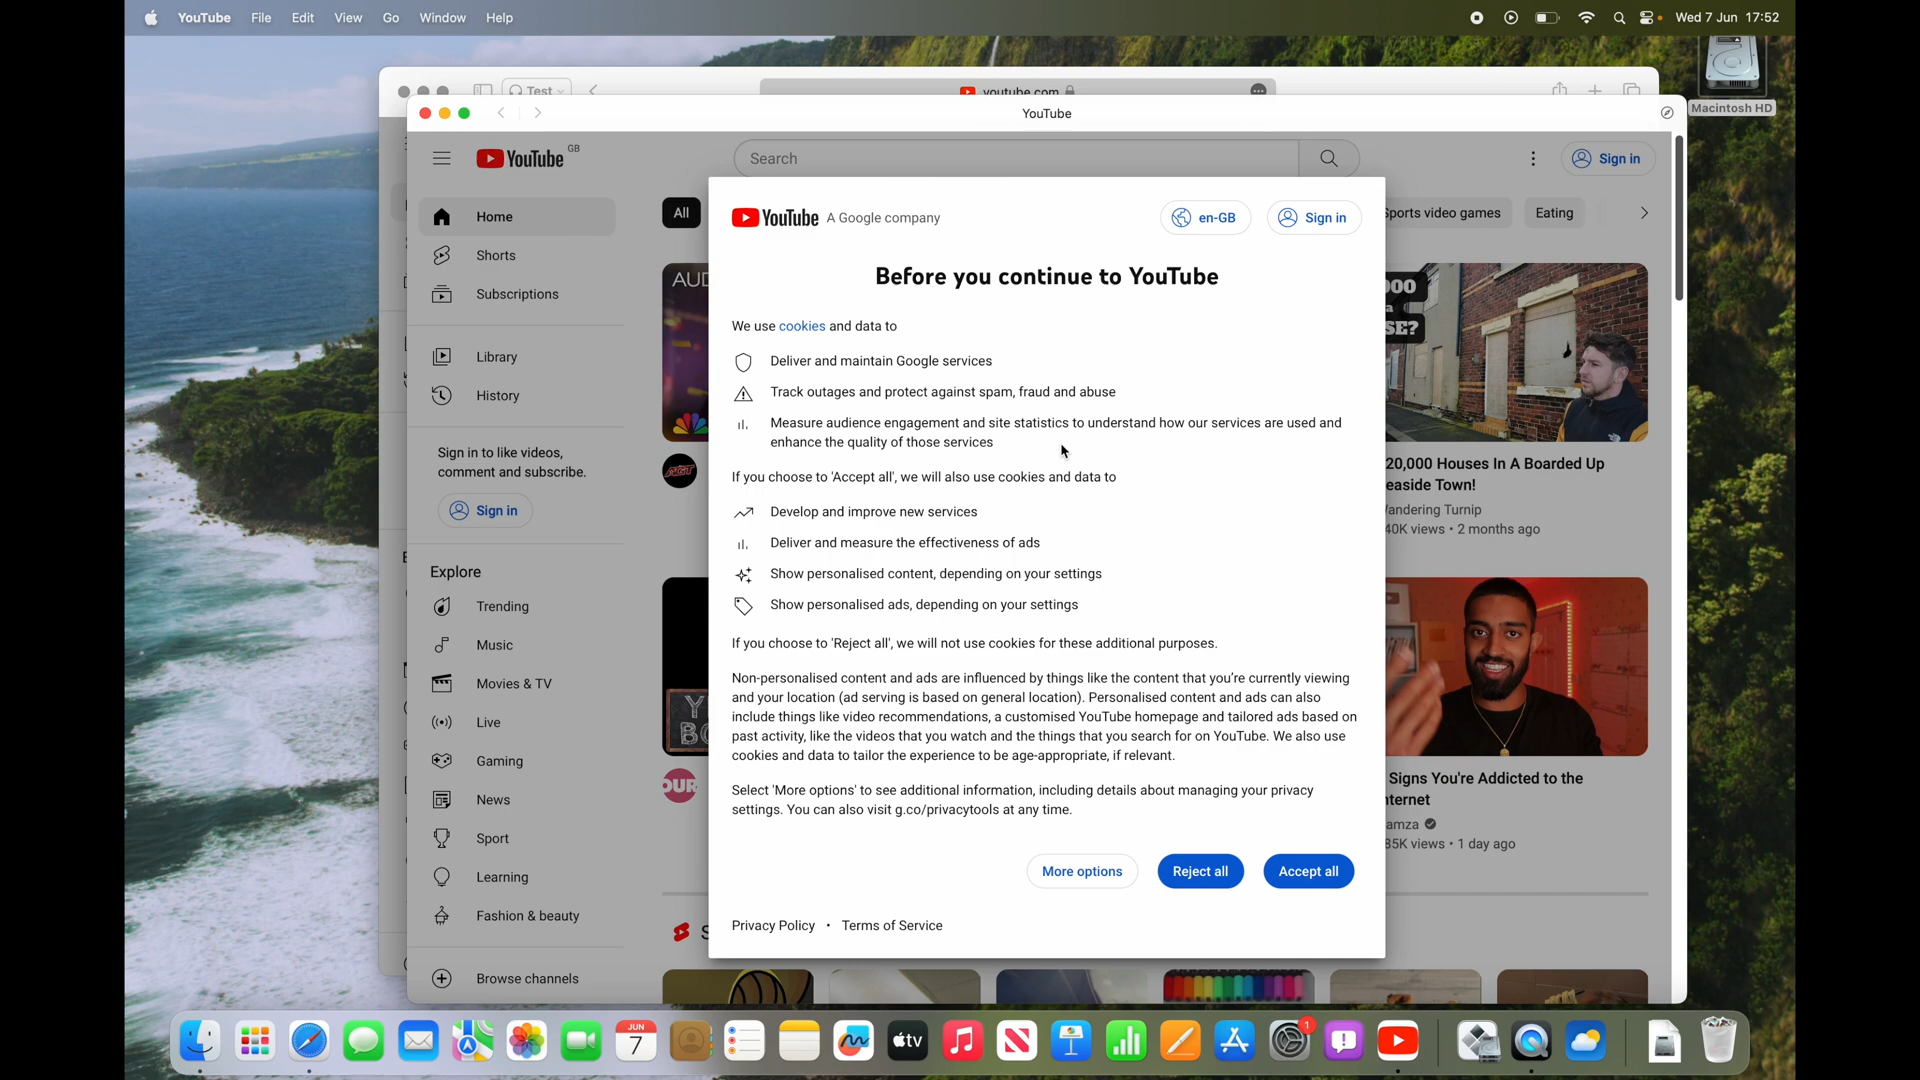 YouTube File Edit View Go Window Help
Wed 7 Jun 17:52
Macintosh HD
Test
youtube.com
YouTube
YouTube GB
Search
Sign in
Home
Shorts
Subscriptions
Library
History
Sign in to like videos,
comment and subscribe.
Sign in
Explore
Trending
Music
Movies & TV
Live
Gaming
News
Sport
Learning
Fashion & beauty
Browse channels
All
Sports video games
Eating
AUD
AGT
OUR
YouTube A Google company
en-GB
Sign in
Before you continue to YouTube
We use cookies and data to
Deliver and maintain Google services
Track outages and protect against spam, fraud and abuse
Measure audience engagement and site statistics to understand how our services are used and
enhance the quality of those services
If you choose to 'Accept all', we will also use cookies and data to
Develop and improve new services
Deliver and measure the effectiveness of ads
Show personalised content, depending on your settings
Show personalised ads, depending on your settings
If you choose to 'Reject all', we will not use cookies for these additional purposes.
Non-personalised content and ads are influenced by things like the content that you're currently viewing
and your location (ad serving is based on general location). Personalised content and ads can also
include things like video recommendations, a customised YouTube homepage and tailored ads based on
past activity, like the videos that you watch and the things that you search for on YouTube. We also use
cookies and data to tailor the experience to be age-appropriate, if relevant.
Select 'More options' to see additional information, including details about managing your privacy
settings. You can also visit g.co/privacytools at any time.
More options
Reject all
Accept all
Privacy Policy • Terms of Service
SE?
20,000 Houses In A Boarded Up
easide Town!
andering Turnip
40K views • 2 months ago
Signs You're Addicted to the
nternet
amza
85K views • 1 day ago
JUN
7
tv
1